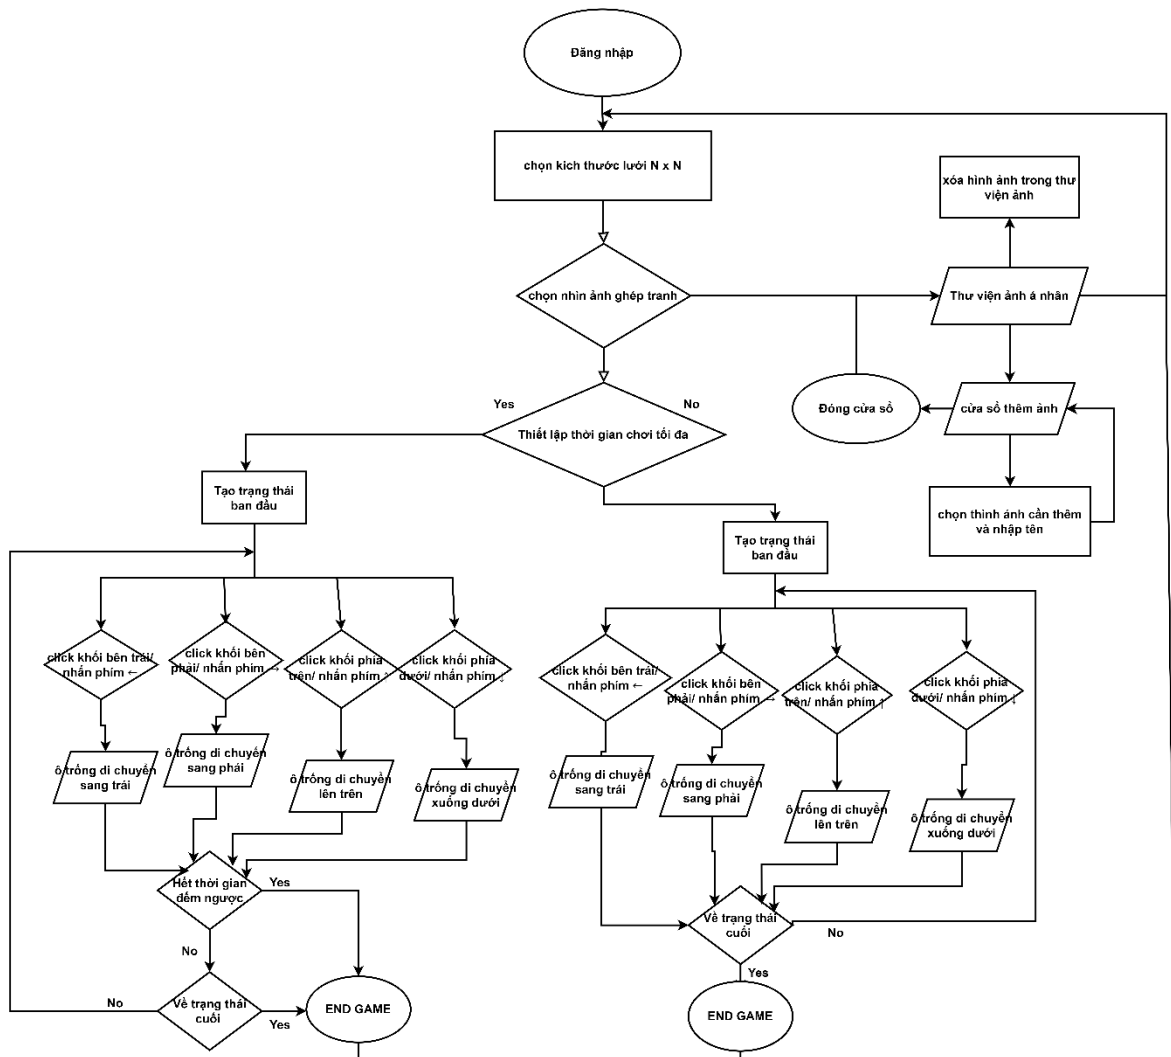 Đăng nhập
chọn kich thước lưới N x N
xóa hình ảnh trong thư
viện ảnh
chọn nhìn ảnh ghép tranh
Thư viện ảnh á nhân
Yes
No
Đóng cửa sổ
cửa sổ thêm ảnh
Thiết lập thời gian chơi tối đa
Tạo trạng thái
ban đầu
chọn thình ảnh cần thêm
và nhập tên
Tạo trạng thái
ban đầu
click khối bên trái/
nhấn phím ←
click khối bên
phải/ nhấn phím →
click khối phía
trên/ nhấn phím ↑
click khối phía
dưới/ nhấn phím ↓
click khối bên trái/
nhấn phím ←
click khối bên
phải/ nhấn phím →
click khối phía
trên/ nhấn phím ↑
click khối phía
dưới/ nhấn phím ↓
ô trống di chuyển
sang trái
ô trống di chuyển
sang phải
ô trống di chuyển
lên trên
ô trống di chuyển
xuống dưới
ô trống di chuyển
sang trái
ô trống di chuyển
sang phải
ô trống di chuyển
lên trên
ô trống di chuyển
xuống dưới
Hết thời gian
đếm ngược
Yes
No
Về trạng thái
cuối
No
Yes
No
Về trạng thái
cuối
Yes
END GAME
END GAME